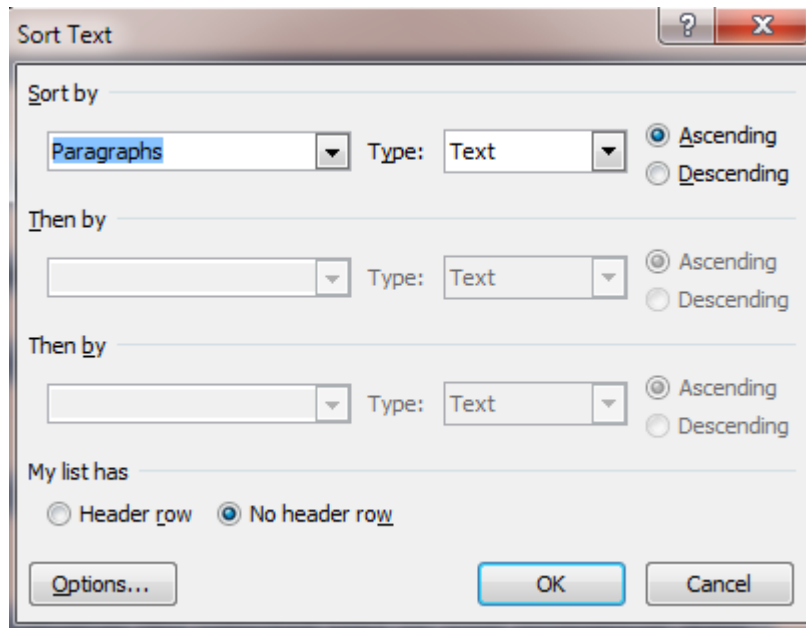 Sort Text
Sort by
Paragraphs Type: Text Ascending
Descending
Then by
Type: Text Ascending
Descending
Then by
Type: Text Ascending
Descending
My list has
Header row No header row
Options... OK Cancel